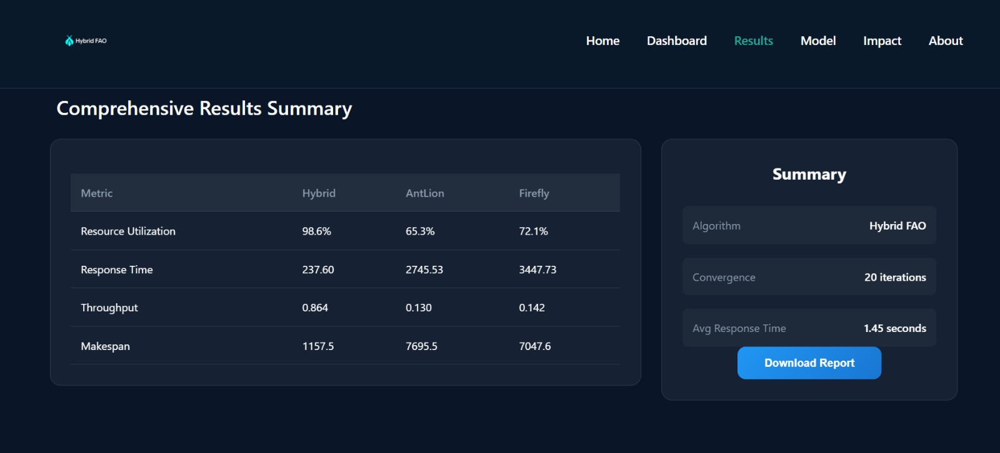 Hybrid FAO
Home Dashboard Results Model Impact About
Comprehensive Results Summary
Metric Hybrid AntLion Firefly
Resource Utilization 98.6% 65.3% 72.1%
Response Time 237.60 2745.53 3447.73
Throughput 0.864 0.130 0.142
Makespan 1157.5 7695.5 7047.6
Summary
Algorithm Hybrid FAO
Convergence 20 iterations
Avg Response Time 1.45 seconds
Download Report